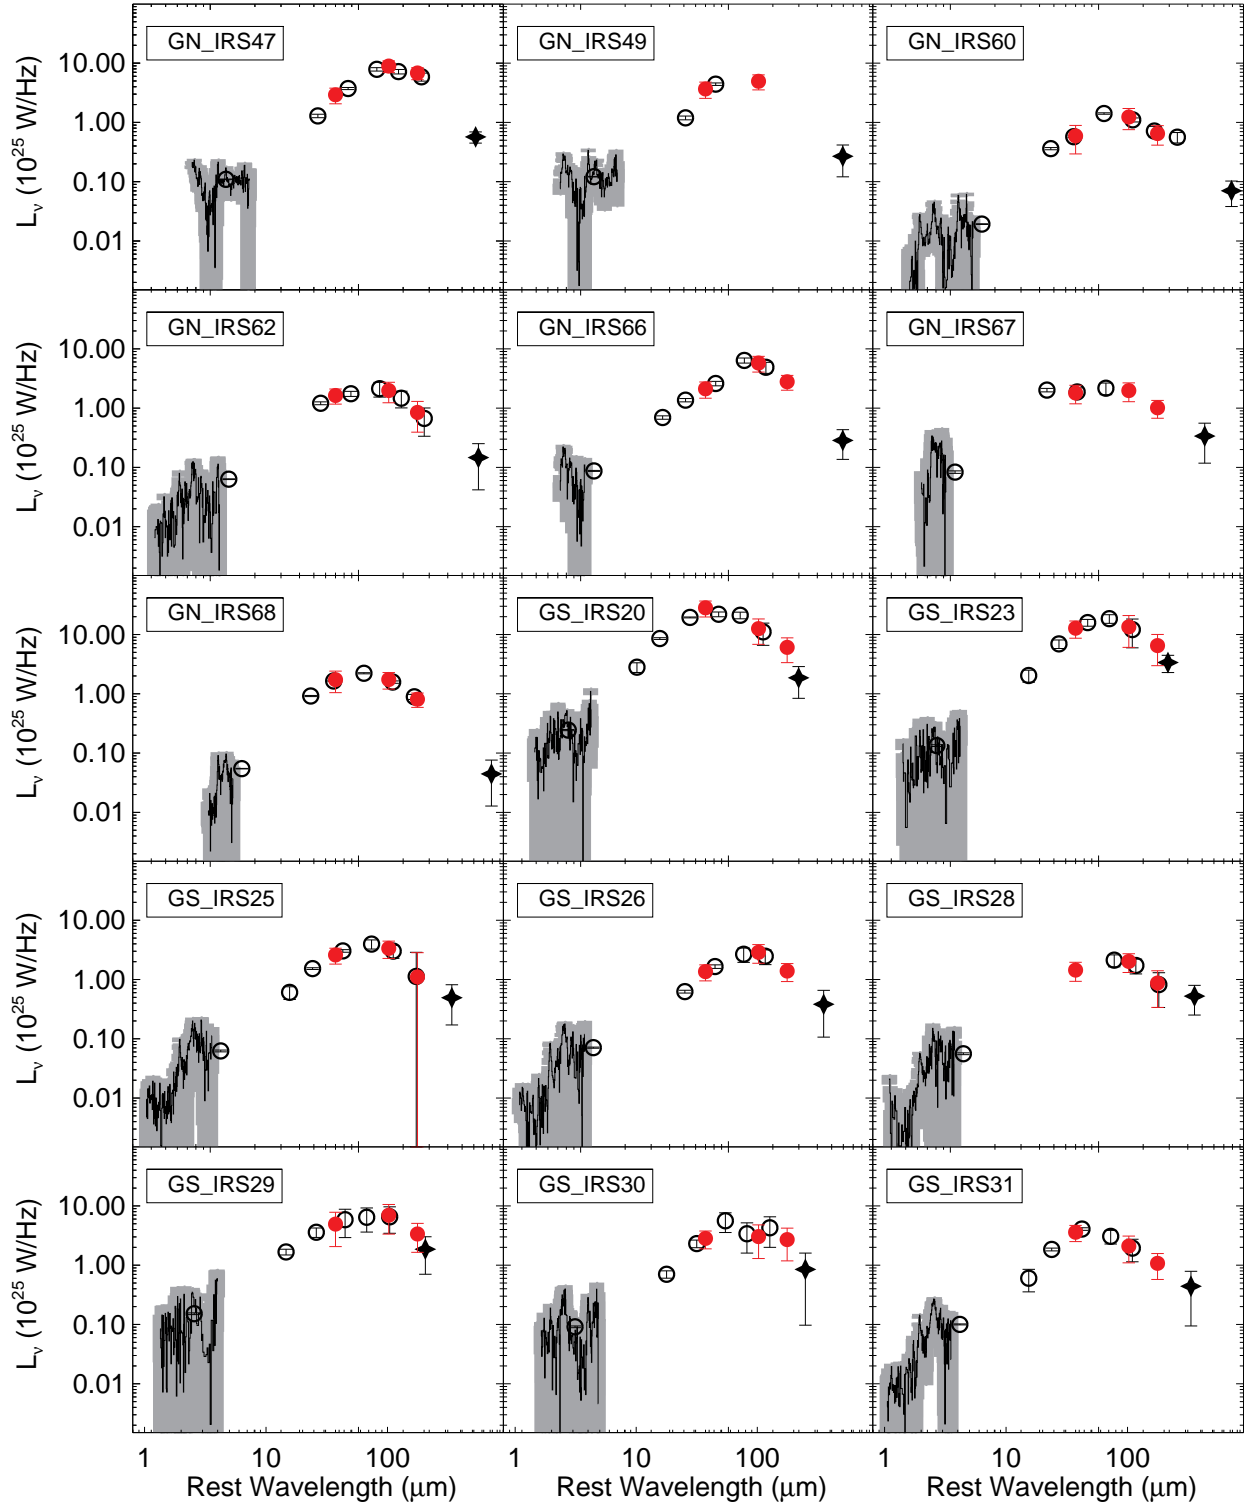 GN_IRS47 GN_IRS49 GN_IRS60
10.00
1.00
0.10
0.01
Lν (10^25 W/Hz)
GN_IRS62 GN_IRS66 GN_IRS67
10.00
1.00
0.10
0.01
Lν (10^25 W/Hz)
GN_IRS68 GS_IRS20 GS_IRS23
10.00
1.00
0.10
0.01
Lν (10^25 W/Hz)
GS_IRS25 GS_IRS26 GS_IRS28
10.00
1.00
0.10
0.01
Lν (10^25 W/Hz)
GS_IRS29 GS_IRS30 GS_IRS31
10.00
1.00
0.10
0.01
Lν (10^25 W/Hz)
1 10 100 1 10 100 1 10 100
Rest Wavelength (μm) Rest Wavelength (μm) Rest Wavelength (μm)